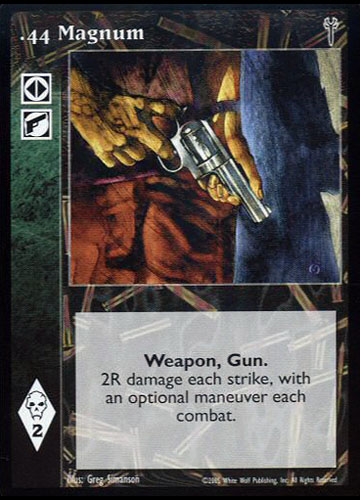 .44 Magnum
Weapon, Gun.
2R damage each strike, with
an optional maneuver each
combat.
2
Illus: Greg Simanson
©2005 White Wolf Publishing, Inc. All Rights Reserved.